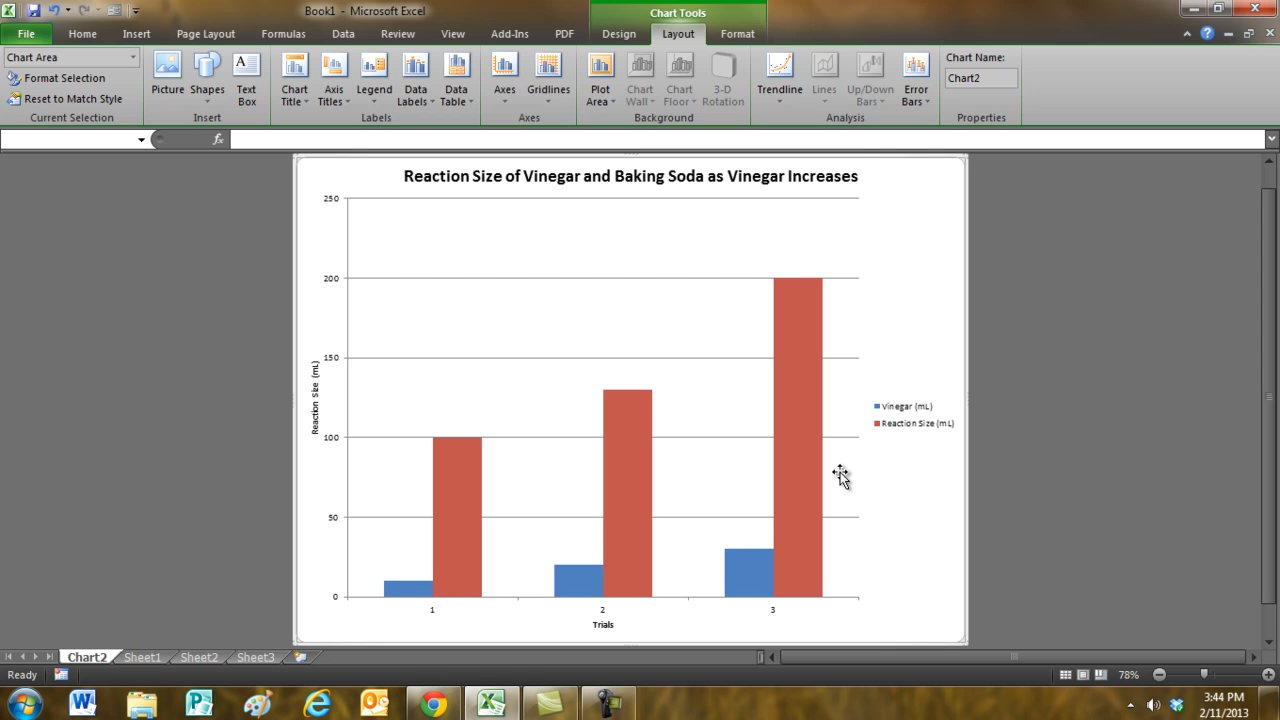 Book1 - Microsoft Excel
Chart Tools
File Home Insert Page Layout Formulas Data Review View Add-Ins PDF Design Layout Format
Chart Area
Format Selection
Reset to Match Style
Current Selection
Picture Shapes Text Box
Insert
Chart Title Axis Titles Legend Data Labels Data Table
Labels
Axes Gridlines
Axes
Plot Area Chart Wall Chart Floor 3-D Rotation
Background
Trendline Lines Up/Down Bars Error Bars
Analysis
Chart Name:
Chart2
Properties
fx
Reaction Size of Vinegar and Baking Soda as Vinegar Increases
250
200
150
100
50
0
Reaction Size (mL)
1 2 3
Trials
Vinegar (mL)
Reaction Size (mL)
Chart2 Sheet1 Sheet2 Sheet3
Ready
78%
3:44 PM
2/11/2013